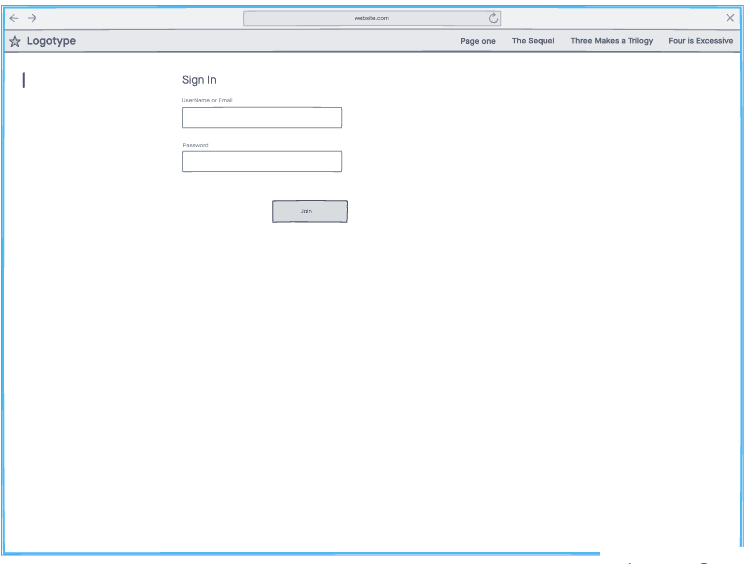 website.com
Logotype
Page one The Sequel Three Makes a Trilogy Four is Excessive
Sign In
UserName or Email
Password
Join